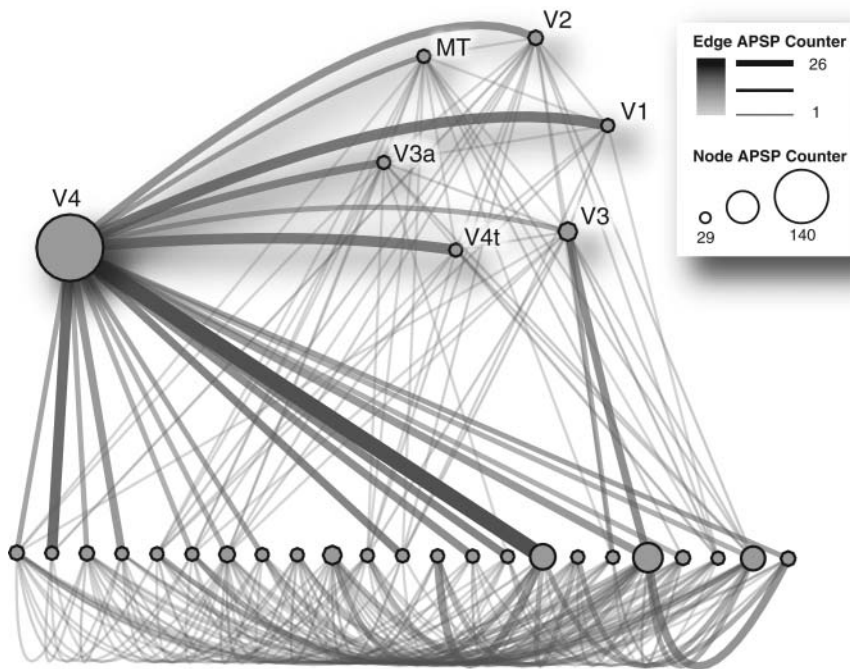 V2
MT
V1
V3a
V4
V3
V4t
Edge APSP Counter
26
1
Node APSP Counter
29
140